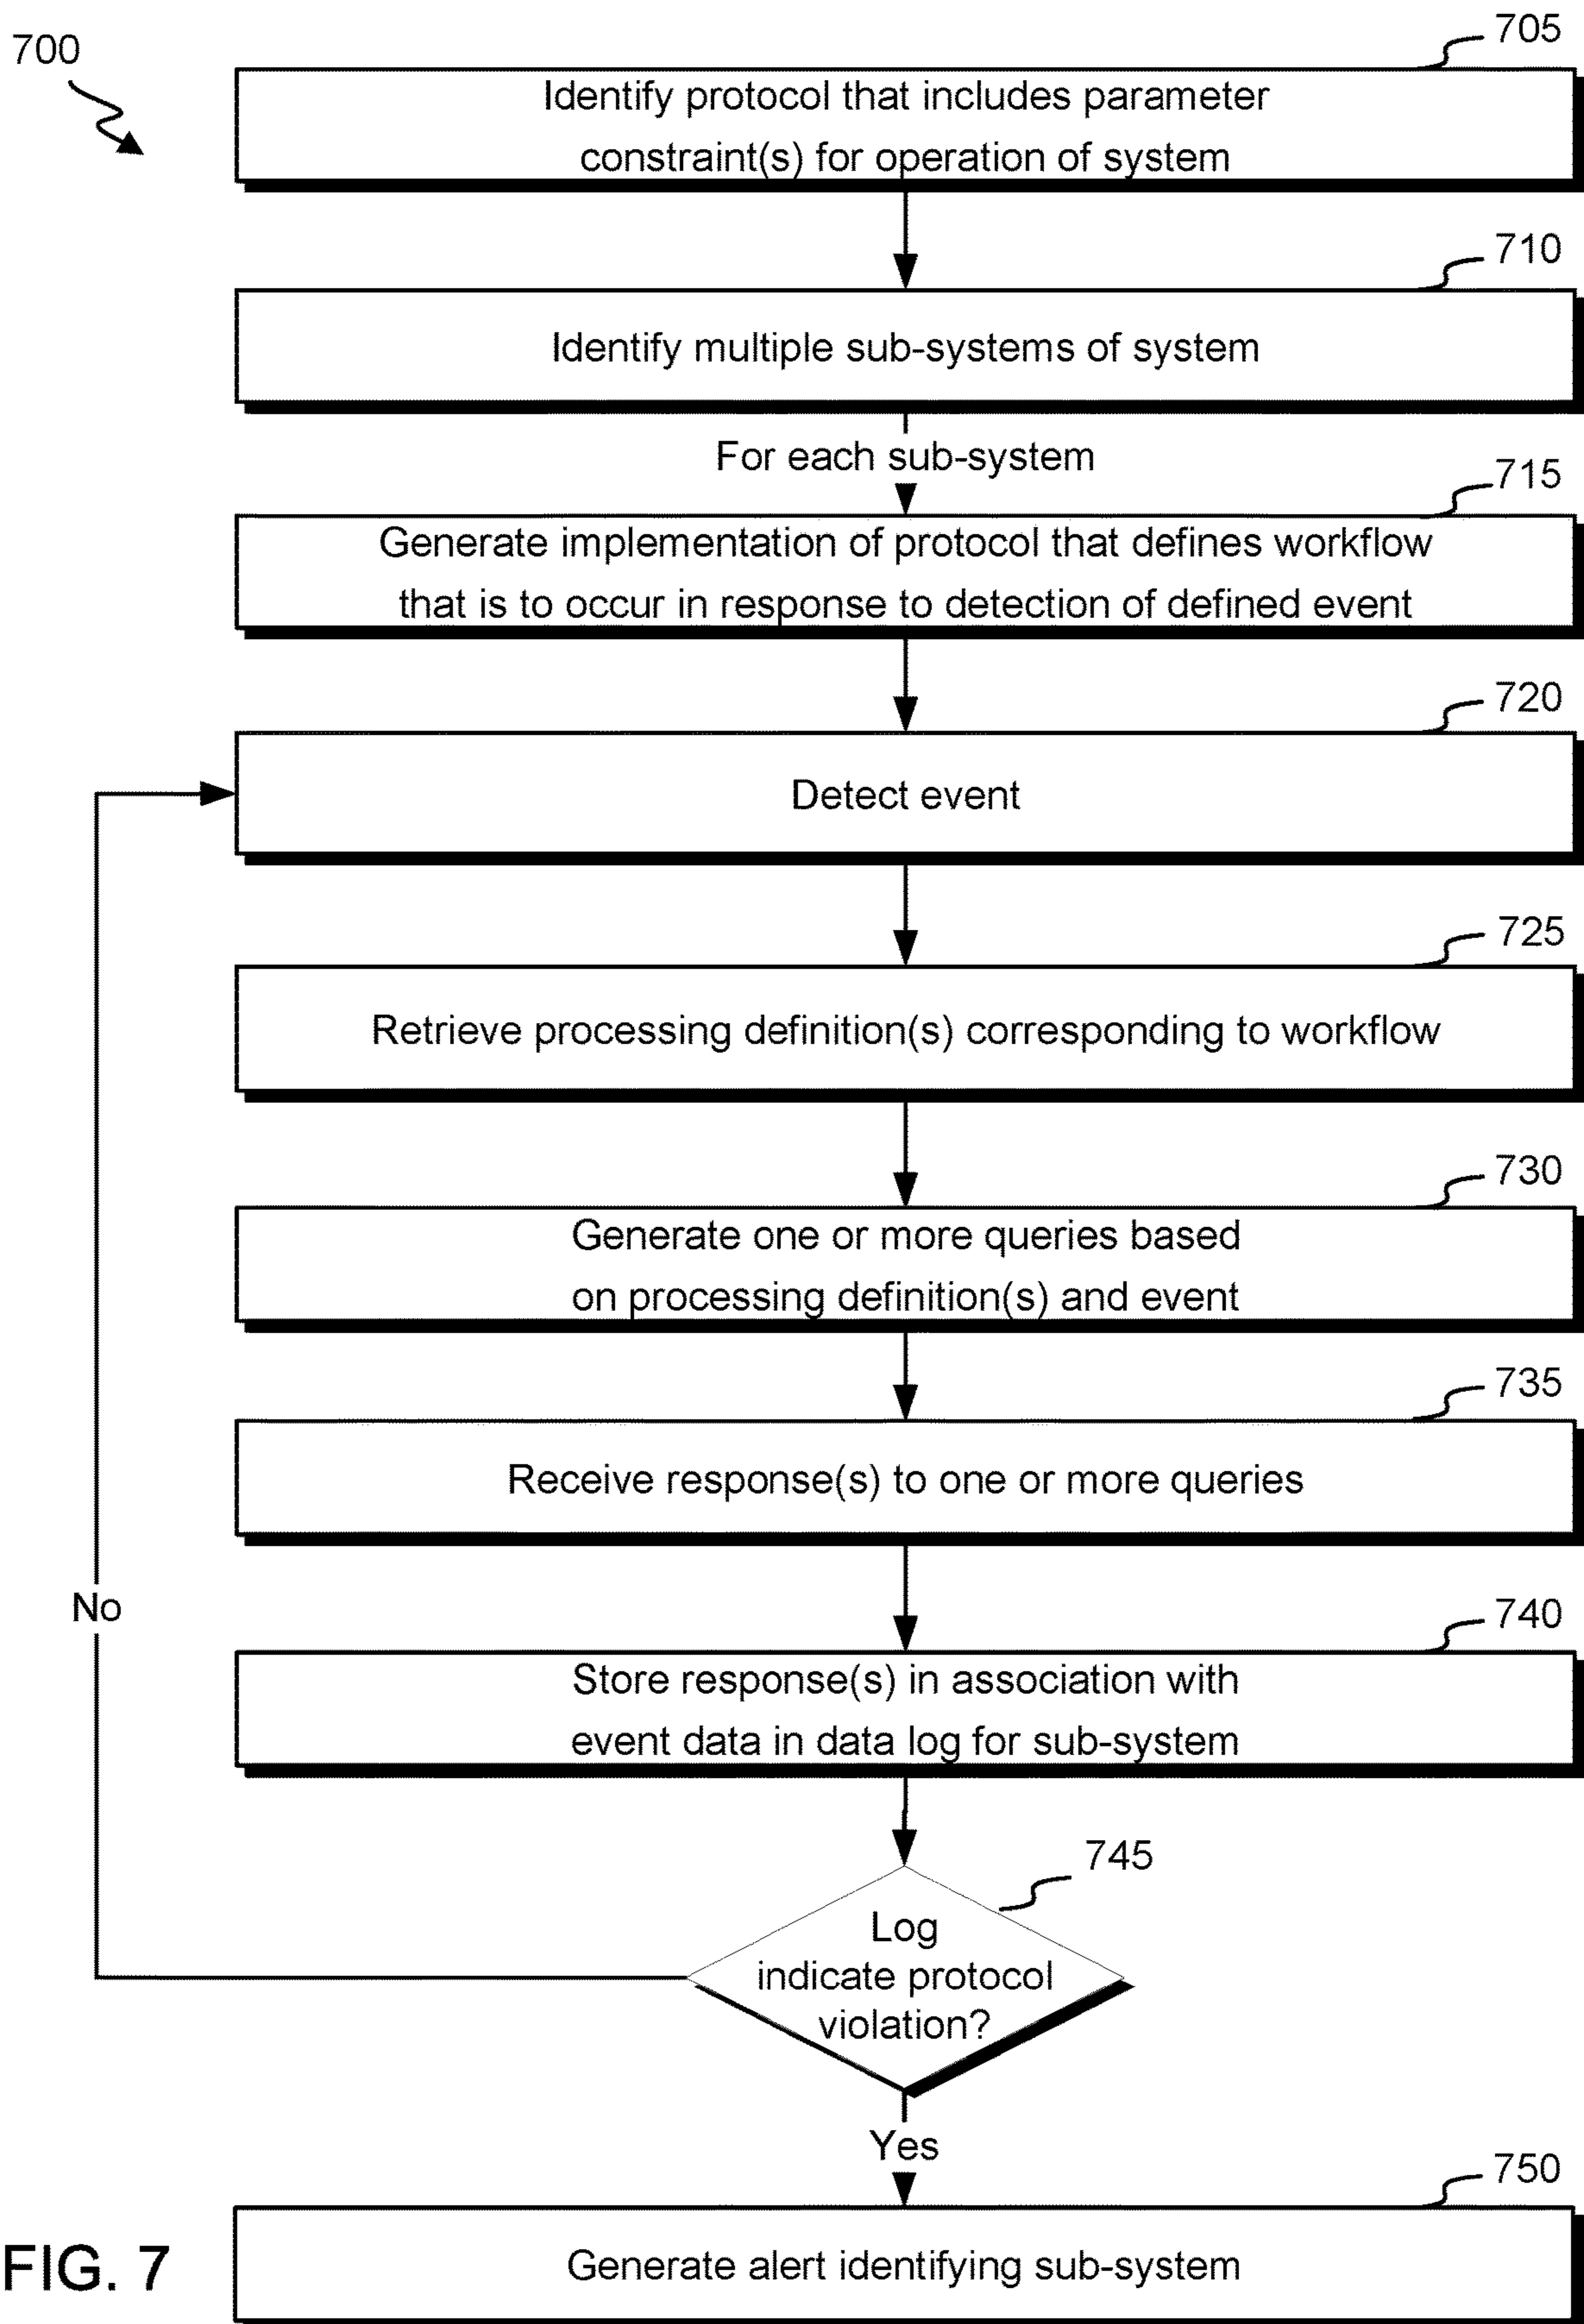 700
705
Identify protocol that includes parameter
constraint(s) for operation of system
710
Identify multiple sub-systems of system
For each sub-system
715
Generate implementation of protocol that defines workflow
that is to occur in response to detection of defined event
720
Detect event
725
Retrieve processing definition(s) corresponding to workflow
730
Generate one or more queries based
on processing definition(s) and event
735
Receive response(s) to one or more queries
No
740
Store response(s) in association with
event data in data log for sub-system
745
Log
indicate protocol
violation?
Yes
750
Generate alert identifying sub-system
FIG. 7